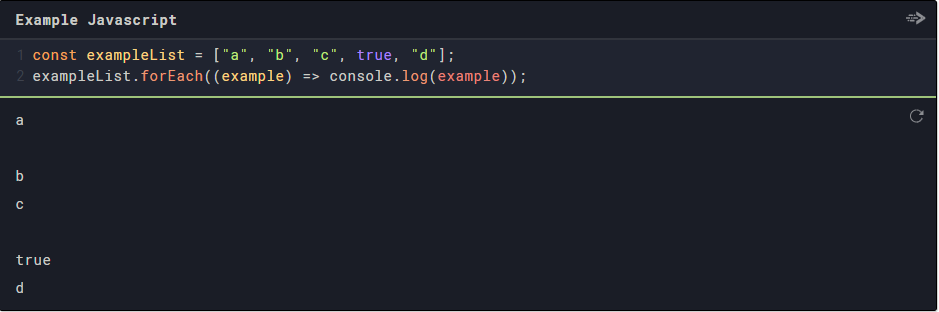 Example Javascript
1 const exampleList = ["a", "b", "c", true, "d"];
2 exampleList.forEach((example) => console.log(example));
a
b
c
true
d